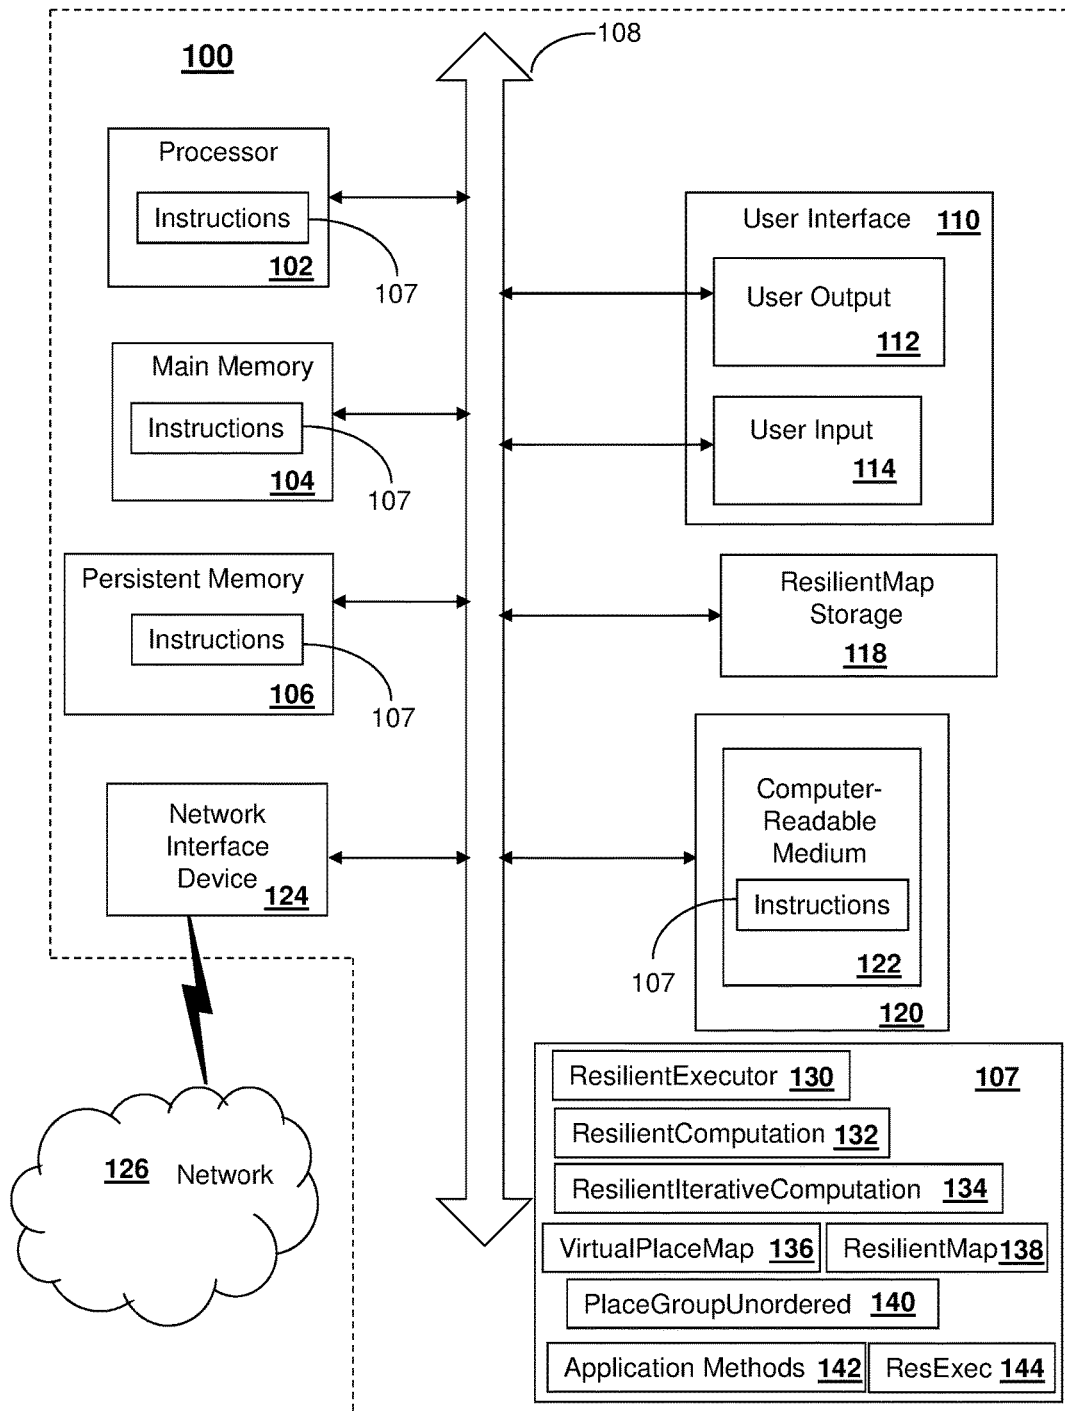 100
108
Processor
Instructions
102
107
Main Memory
Instructions
104
107
Persistent Memory
Instructions
106
107
Network
Interface
Device
124
126 Network
User Interface 110
User Output
112
User Input
114
ResilientMap
Storage
118
Computer-
Readable
Medium
Instructions
107
122
120
ResilientExecutor 130
107
ResilientComputation 132
ResilientIterativeComputation 134
VirtualPlaceMap 136
ResilientMap 138
PlaceGroupUnordered 140
Application Methods 142
ResExec 144